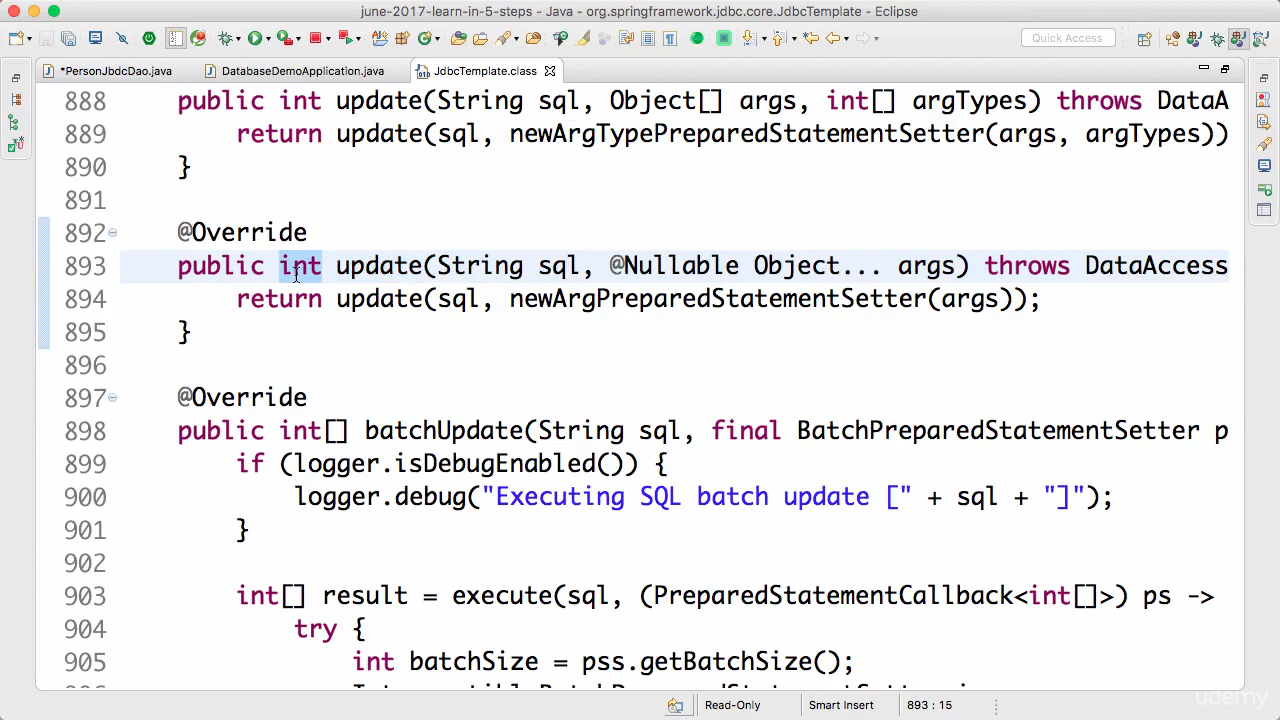 june-2017-learn-in-5-steps - Java - org.springframework.jdbc.core.JdbcTemplate - Eclipse
Quick Access
*PersonJbdcDao.java
DatabaseDemoApplication.java
JdbcTemplate.class
888 public int update(String sql, Object[] args, int[] argTypes) throws DataA
889 return update(sql, newArgTypePreparedStatementSetter(args, argTypes))
890 }
891
892 @Override
893 public int update(String sql, @Nullable Object... args) throws DataAccess
894 return update(sql, newArgPreparedStatementSetter(args));
895 }
896
897 @Override
898 public int[] batchUpdate(String sql, final BatchPreparedStatementSetter p
899 if (logger.isDebugEnabled()) {
900 logger.debug("Executing SQL batch update [" + sql + "]");
901 }
902
903 int[] result = execute(sql, (PreparedStatementCallback<int[]>) ps ->
904 try {
905 int batchSize = pss.getBatchSize();
Read-Only
Smart Insert
893 : 15
udemy